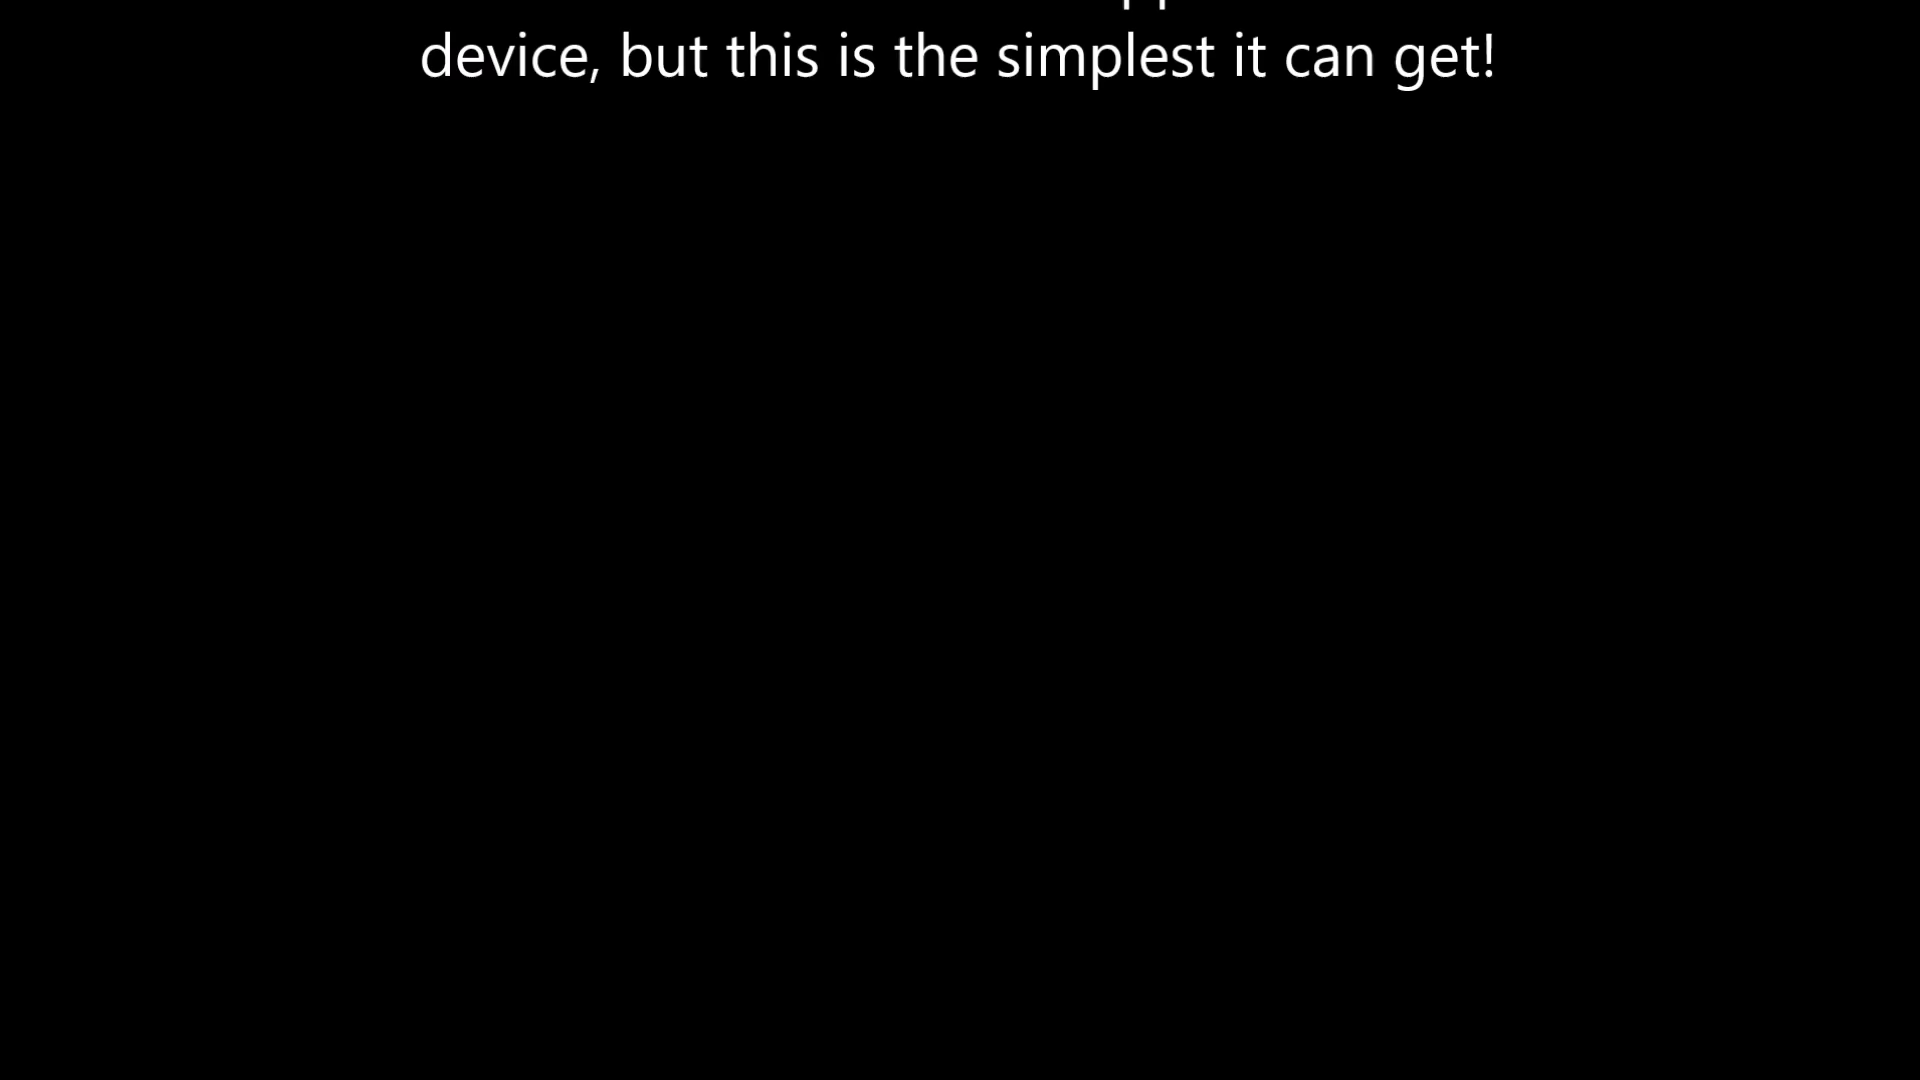 device, but this is the simplest it can get!